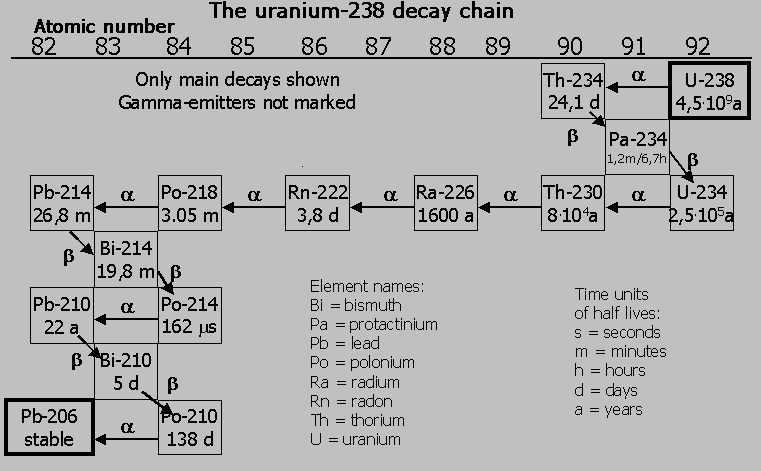 The uranium-238 decay chain
Atomic number
82 83 84 85 86 87 88 89 90 91 92
Only main decays shown
Gamma-emitters not marked
Th-234
24,1 d
α
U-238
4,5·10⁹a
β
Pa-234
1,2m/6,7h
β
Pb-214
26,8 m
α
Po-218
3.05 m
α
Rn-222
3,8 d
α
Ra-226
1600 a
α
Th-230
8·10⁴a
α
U-234
2,5·10⁵a
β
Bi-214
19,8 m
β
Pb-210
22 a
α
Po-214
162 µs
β
Bi-210
5 d
β
Pb-206
stable
α
Po-210
138 d
Element names:
Bi = bismuth
Pa = protactinium
Pb = lead
Po = polonium
Ra = radium
Rn = radon
Th = thorium
U = uranium
Time units
of half lives:
s = seconds
m = minutes
h = hours
d = days
a = years